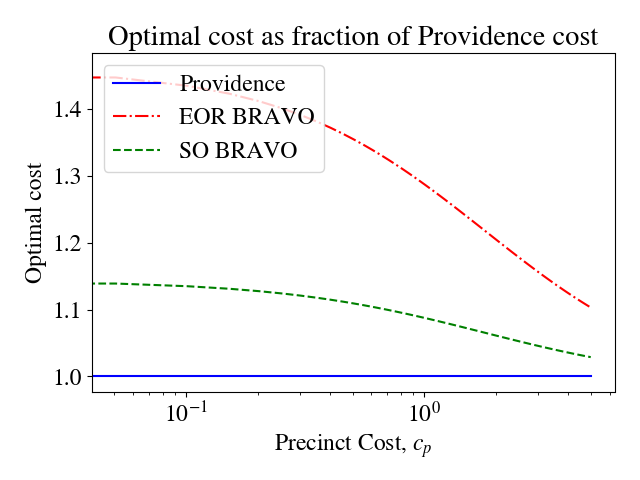 Optimal cost as fraction of Providence cost
Providence
EOR BRAVO
SO BRAVO
Optimal cost
1.4
1.3
1.2
1.1
1.0
10⁻¹
10⁰
Precinct Cost, cₚ